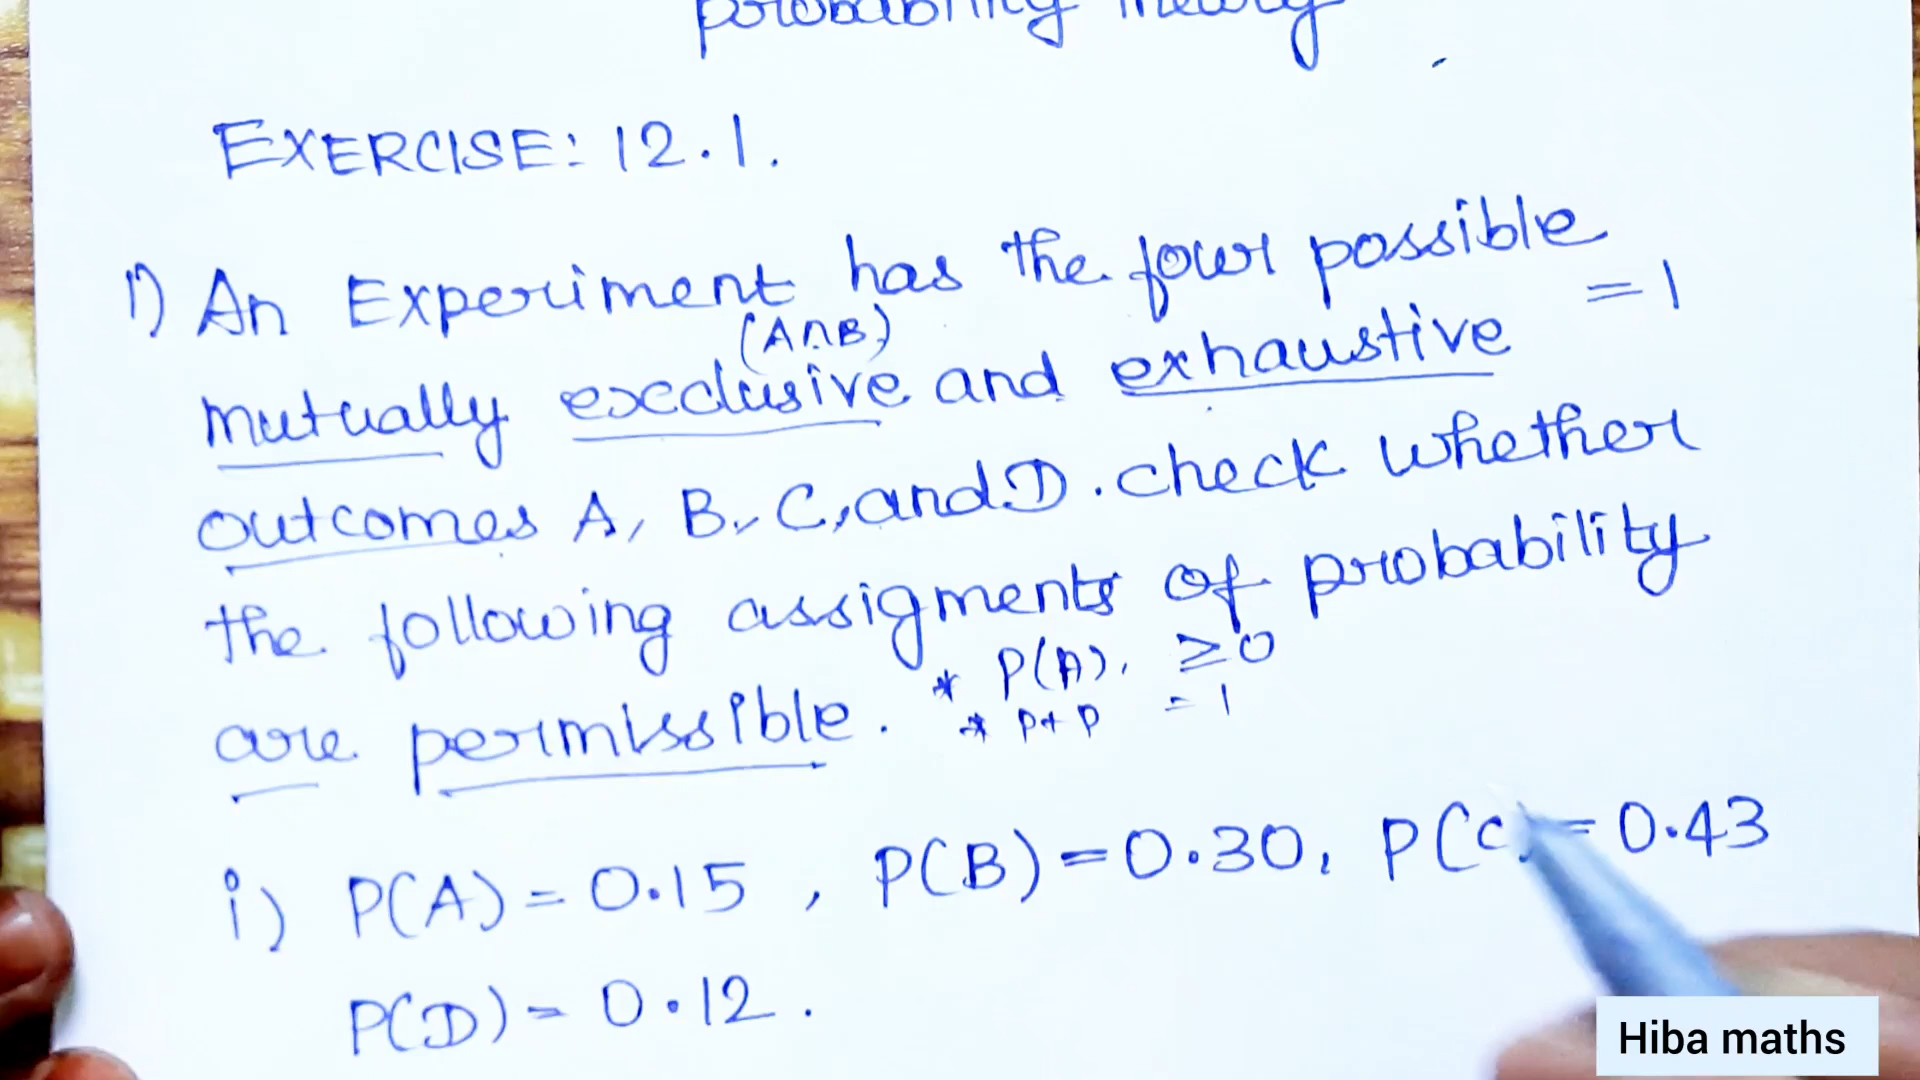 probability theory
EXERCISE: 12.1.
1) An Experiment has the four possible
= 1
(A∩B)
mutually exclusive and exhaustive
outcomes A, B, C, and D. check whether
the following assigments of probability
* P(A), ≥0
are permissible. * P+P = 1
i) P(A) = 0.15, P(B) = 0.30, P(C) = 0.43
P(D) = 0.12.
Hiba maths